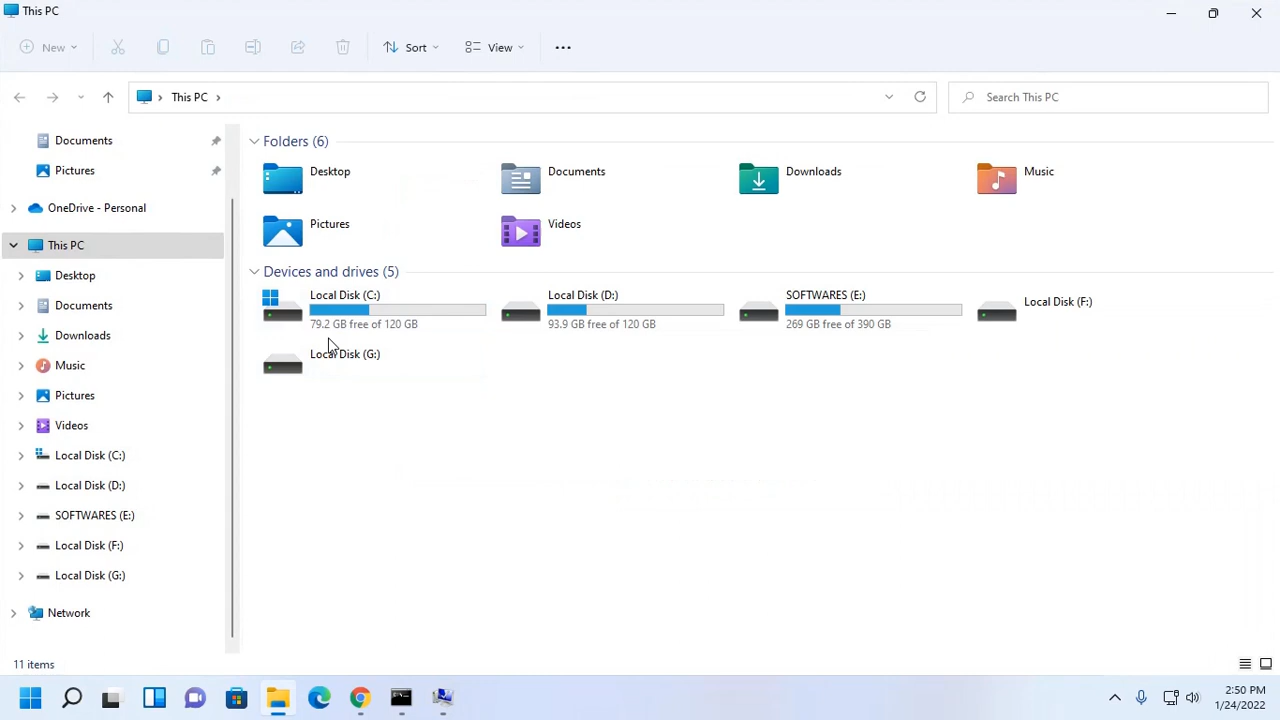 This PC
New
Sort
View
This PC
Search This PC
Documents
Pictures
OneDrive - Personal
This PC
Desktop
Documents
Downloads
Music
Pictures
Videos
Local Disk (C:)
Local Disk (D:)
SOFTWARES (E:)
Local Disk (F:)
Local Disk (G:)
Network
Folders (6)
Desktop
Documents
Downloads
Music
Pictures
Videos
Devices and drives (5)
Local Disk (C:)
79.2 GB free of 120 GB
Local Disk (D:)
93.9 GB free of 120 GB
SOFTWARES (E:)
269 GB free of 390 GB
Local Disk (F:)
Local Disk (G:)
11 items
2:50 PM
1/24/2022